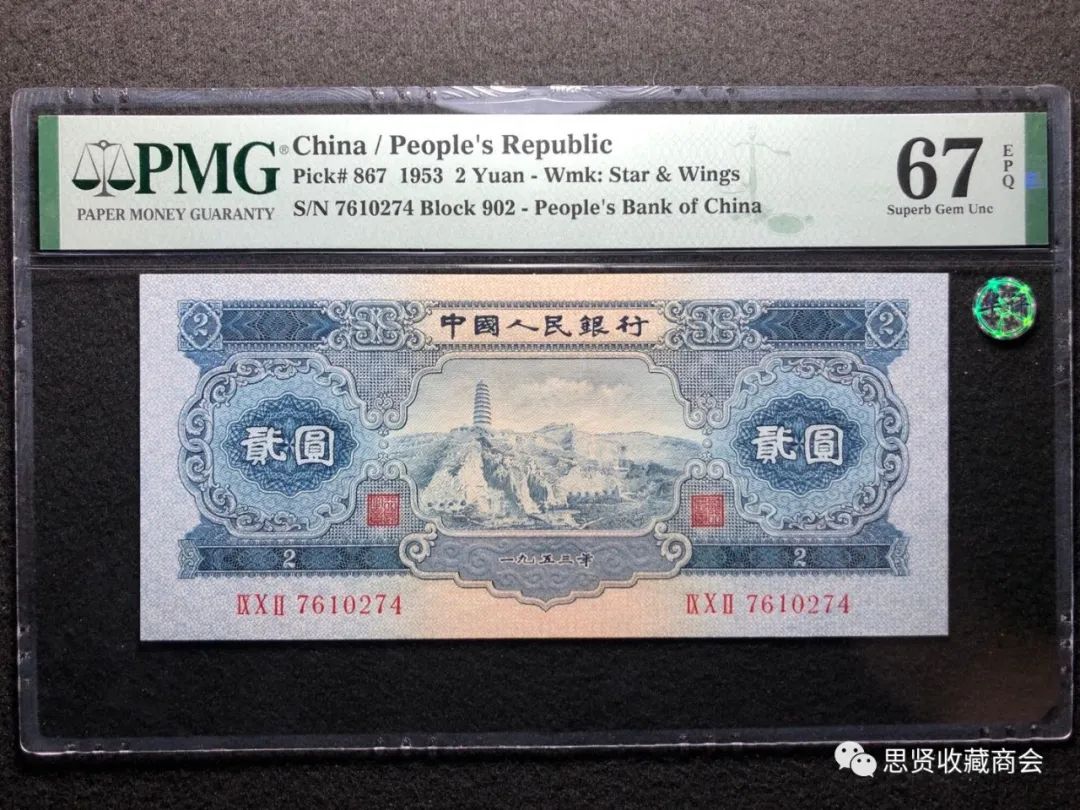 PMG®
PAPER MONEY GUARANTY
China / People's Republic
Pick# 867 1953 2 Yuan - Wmk: Star & Wings
S/N 7610274 Block 902 - People's Bank of China
67
EPQ
Superb Gem Unc
2
中國人民銀行
2
貳圓
貳圓
2
一九五三年
2
ⅨⅩⅡ 7610274
ⅨⅩⅡ 7610274
思贤收藏商会